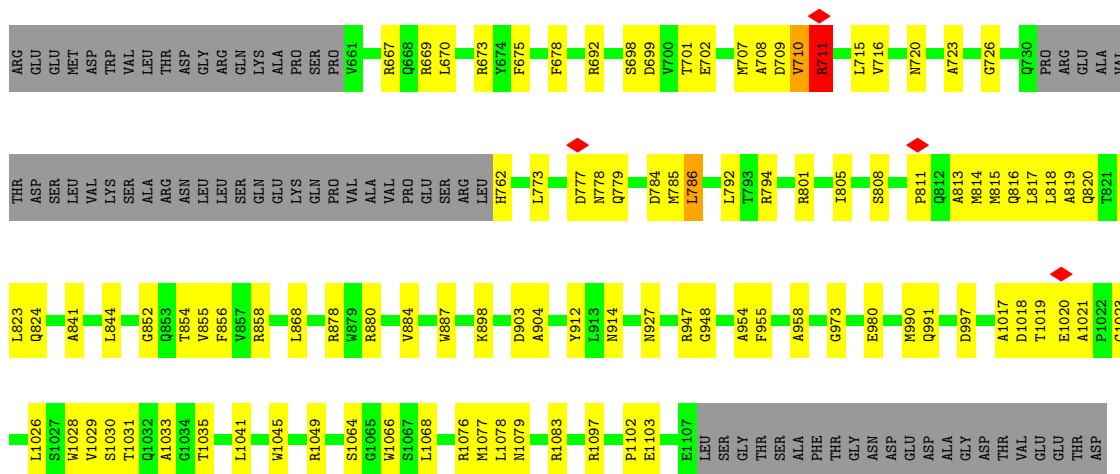 ARG GLU GLU MET ASP TRP VAL LEU THR ASP GLY ARG GLN LYS ALA PRO SER PRO V661 R667 Q668 R669 L670 R673 Y674 F675 F678 R692 S698 D699 V700 T701 E702 M707 A708 D709 V710 R711 L715 V716 N720 A723 G726 Q730 PRO ARG GLU ALA VAL
THR ASP SER LEU VAL LYS SER ALA ARG ASN LEU LEU SER GLN GLU LYS GLN PRO VAL ALA VAL PRO GLU SER ARG LEU H762 L773 D777 N778 Q779 D784 M785 L786 L792 T793 R794 R801 I805 S808 P811 Q812 A813 M814 M815 Q816 L817 L818 A819 Q820 T821
L823 Q824 A841 L844 G852 Q853 T854 V855 F856 V857 R858 L868 R878 W879 R880 V884 W887 K898 D903 A904 Y912 L913 N914 N927 R947 G948 A954 F955 A958 G973 E980 M990 Q991 D997 A1017 D1018 T1019 E1020 A1021 P1022
L1026 S1027 W1028 V1029 S1030 T1031 Q1032 A1033 G1034 T1035 L1041 W1045 R1049 S1064 G1065 W1066 S1067 L1068 R1076 M1077 L1078 N1079 R1083 R1097 P1102 E1103 E1107 LEU SER GLY THR SER ALA PHE THR GLY ASN ASP GLU ASP ALA GLY ASP THR VAL GLU GLU THR ASP